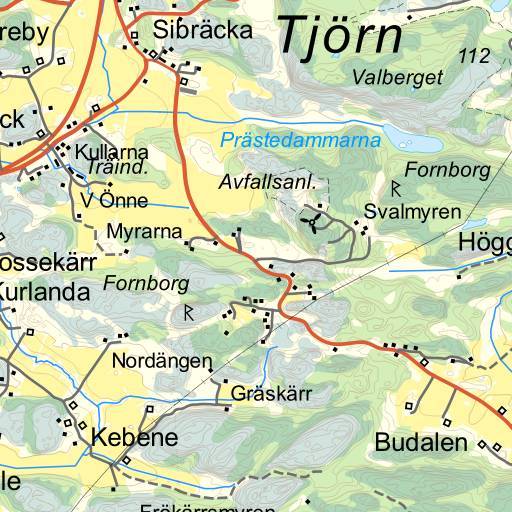 reby
Sibräcka
Tjörn
112
Valberget
ck
Prästedammarna
Kullarna
Träind.
Avfallsanl.
Fornborg
V Önne
Svalmyren
Myrarna
Högg
ossekärr
Kurlanda
Fornborg
Nordängen
Gräskärr
Kebene
Budalen
le
Frökärrsmyren